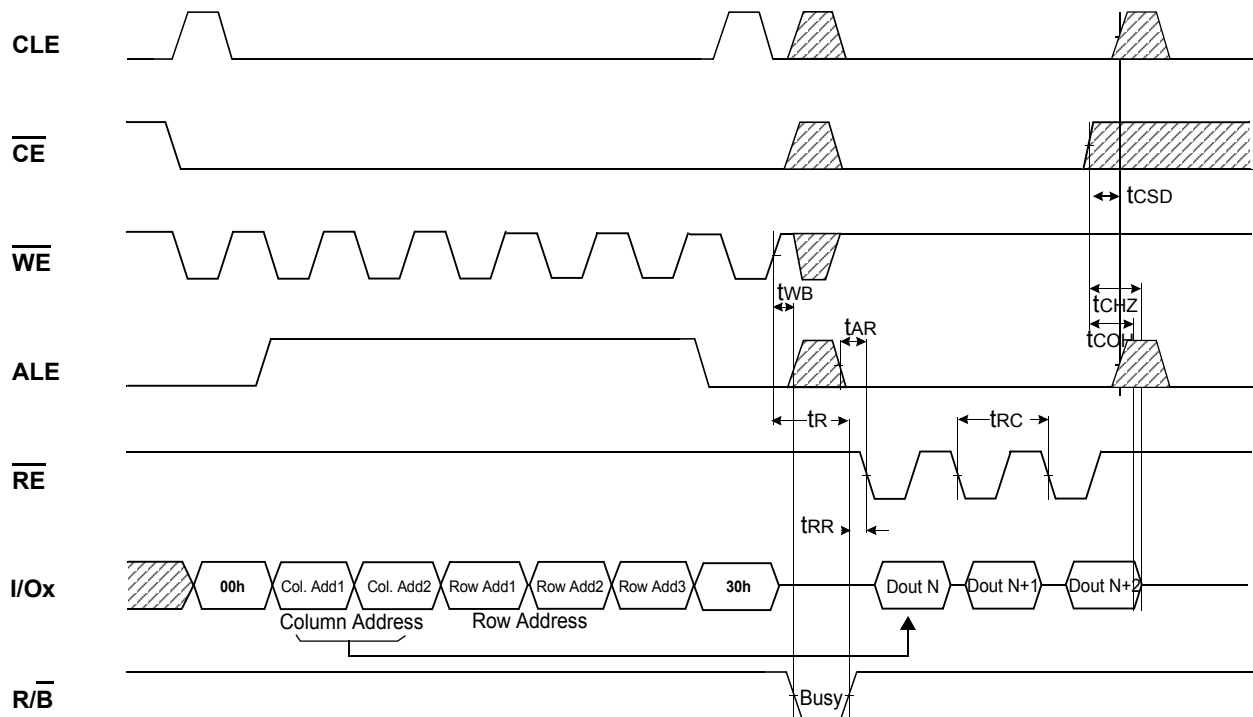 CLE
CE
tCSD
WE
tWB
tCHZ
tAR
tCOH
ALE
tR
tRC
RE
tRR
I/Ox
00h
Col. Add1
Col. Add2
Row Add1
Row Add2
Row Add3
30h
Dout N
Dout N+1
Dout N+2
Column Address
Row Address
R/B
Busy